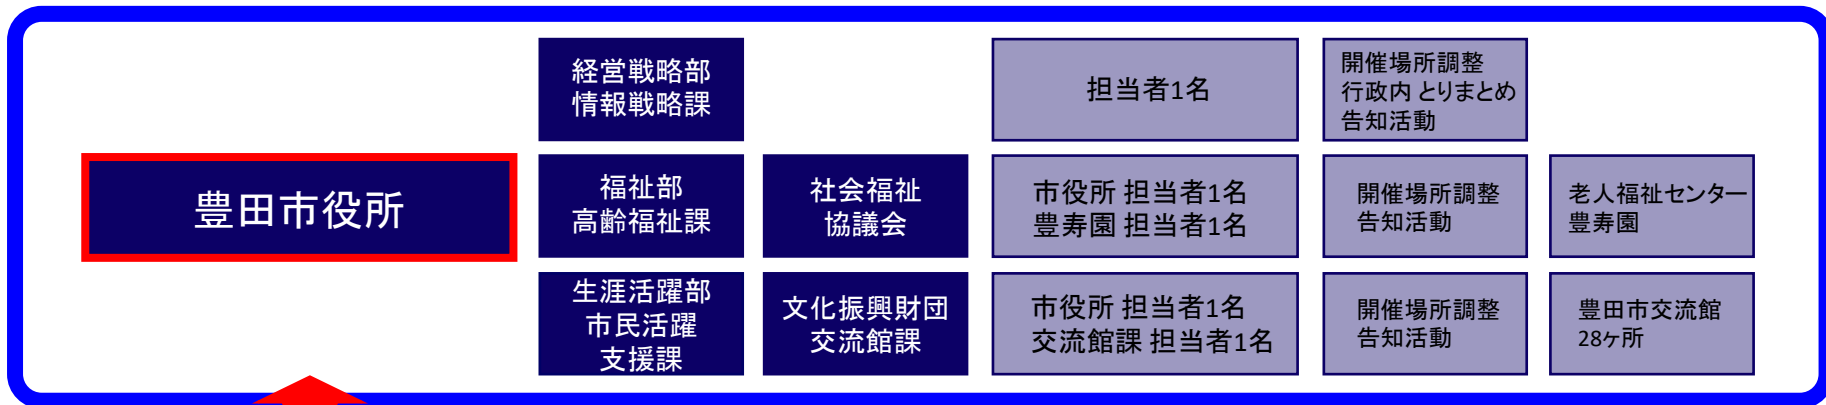 経営戦略部
情報戦略課
担当者1名
開催場所調整
行政内 とりまとめ
告知活動
豊田市役所
福祉部
高齢福祉課
社会福祉
協議会
市役所 担当者1名
豊寿園 担当者1名
開催場所調整
告知活動
老人福祉センター
豊寿園
生涯活躍部
市民活躍
支援課
文化振興財団
交流館課
市役所 担当者1名
交流館課 担当者1名
開催場所調整
告知活動
豊田市交流館
28ヶ所